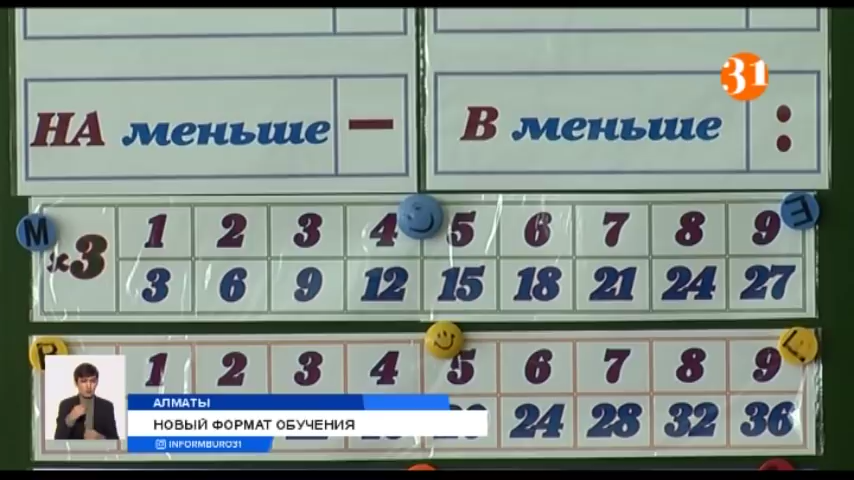 31
НА меньше −
В меньше :
М
Е
x3
1 2 3 4 5 6 7 8 9
3 6 9 12 15 18 21 24 27
1 2 3 4 5 6 7 8 9
24 28 32 36
АЛМАТЫ
НОВЫЙ ФОРМАТ ОБУЧЕНИЯ
INFORMBURO31